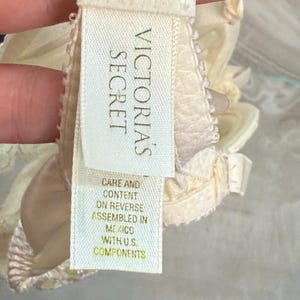 VICTORIA'S
SECRET
CARE AND
CONTENT
ON REVERSE
ASSEMBLED IN
MEXICO
WITH U.S.
COMPONENTS